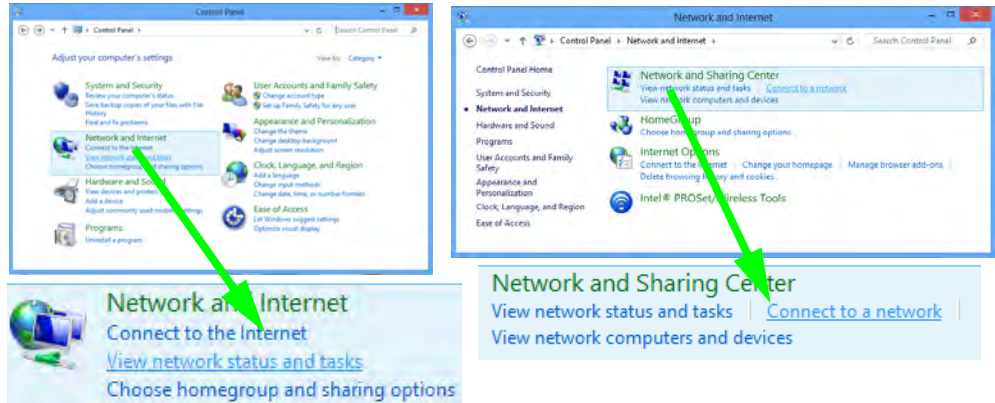 Control Panel
Control Panel
Search Control Panel
Adjust your computer's settings
View by: Category
System and Security
Review your computer's status
Save backup copies of your files with File
History
Find and fix problems
Network and Internet
Connect to the Internet
View network status and tasks
Choose homegroup and sharing options
Hardware and Sound
View devices and printers
Add a device
Adjust commonly used mobility settings
Programs
Uninstall a program
User Accounts and Family Safety
Change account type
Set up Family Safety for any user
Appearance and Personalization
Change the theme
Change desktop background
Adjust screen resolution
Clock, Language, and Region
Add a language
Change input methods
Change date, time, or number formats
Ease of Access
Let Windows suggest settings
Optimize visual display
Network and Internet
Connect to the Internet
View network status and tasks
Choose homegroup and sharing options
Network and Internet
Control Panel Network and Internet
Search Control Panel
Control Panel Home
System and Security
Network and Internet
Hardware and Sound
Programs
User Accounts and Family
Safety
Appearance and
Personalization
Clock, Language, and Region
Ease of Access
Network and Sharing Center
View network status and tasks Connect to a network
View network computers and devices
HomeGroup
Choose homegroup and sharing options
Internet Options
Connect to the Internet Change your homepage Manage browser add-ons
Delete browsing history and cookies
Intel® PROSet/Wireless Tools
Network and Sharing Center
View network status and tasks Connect to a network
View network computers and devices